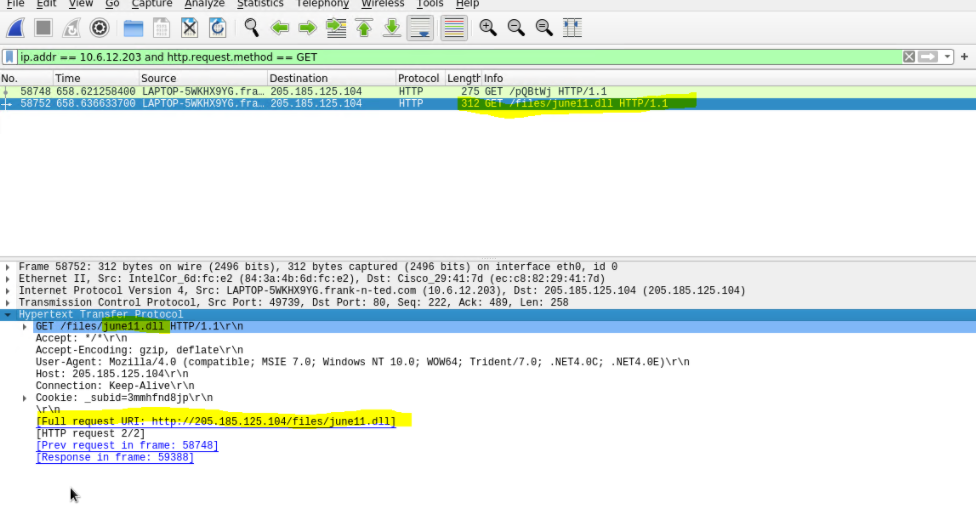 File Edit View Go Capture Analyze Statistics Telephony Wireless Tools Help
ip.addr == 10.6.12.203 and http.request.method == GET
No. Time Source Destination Protocol Length Info
58748 658.621258400 LAPTOP-5WKHX9YG.fra… 205.185.125.104 HTTP 275 GET /pQBtWj HTTP/1.1
58752 658.636633700 LAPTOP-5WKHX9YG.fra… 205.185.125.104 HTTP 312 GET /files/june11.dll HTTP/1.1
Frame 58752: 312 bytes on wire (2496 bits), 312 bytes captured (2496 bits) on interface eth0, id 0
Ethernet II, Src: IntelCor_6d:fc:e2 (84:3a:4b:6d:fc:e2), Dst: Cisco_29:41:7d (ec:c8:82:29:41:7d)
Internet Protocol Version 4, Src: LAPTOP-5WKHX9YG.frank-n-ted.com (10.6.12.203), Dst: 205.185.125.104 (205.185.125.104)
Transmission Control Protocol, Src Port: 49739, Dst Port: 80, Seq: 222, Ack: 489, Len: 258
Hypertext Transfer Protocol
GET /files/june11.dll HTTP/1.1\r\n
Accept: */*\r\n
Accept-Encoding: gzip, deflate\r\n
User-Agent: Mozilla/4.0 (compatible; MSIE 7.0; Windows NT 10.0; WOW64; Trident/7.0; .NET4.0C; .NET4.0E)\r\n
Host: 205.185.125.104\r\n
Connection: Keep-Alive\r\n
Cookie: _subid=3mmhfnd8jp\r\n
\r\n
[Full request URI: http://205.185.125.104/files/june11.dll]
[HTTP request 2/2]
[Prev request in frame: 58748]
[Response in frame: 59388]